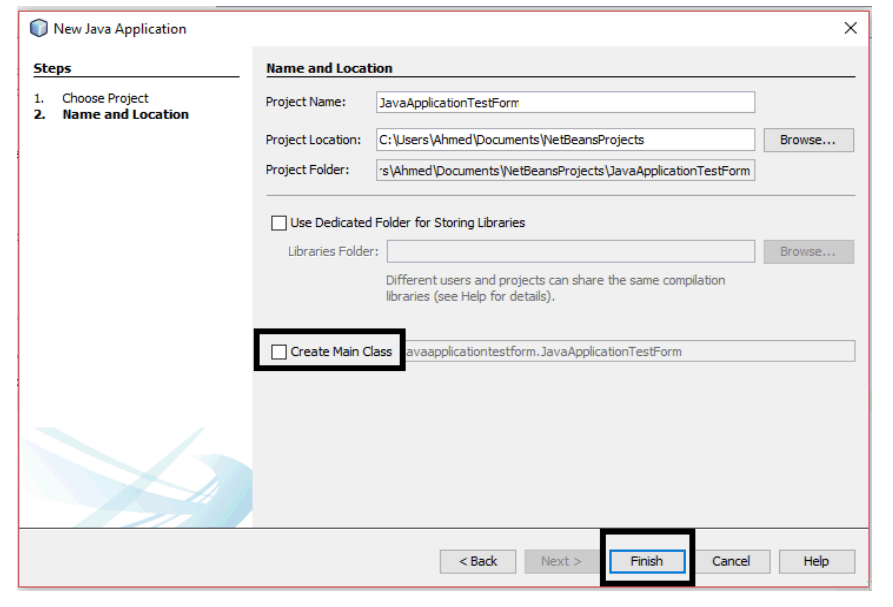 New Java Application
Steps
1. Choose Project
2. Name and Location
Name and Location
Project Name: JavaApplicationTestForm
Project Location: C:\Users\Ahmed\Documents\NetBeansProjects Browse...
Project Folder: 's\Ahmed\Documents\NetBeansProjects\JavaApplicationTestForm
Use Dedicated Folder for Storing Libraries
Libraries Folder: Browse...
Different users and projects can share the same compilation
libraries (see Help for details).
Create Main Class avaapplicationtestform.JavaApplicationTestForm
< Back Next > Finish Cancel Help